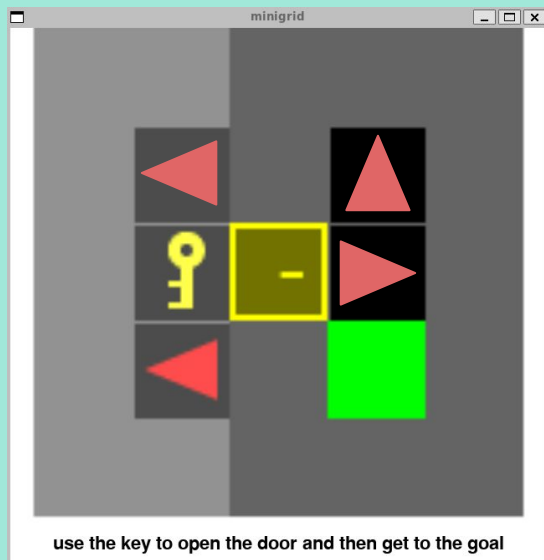 minigrid
use the key to open the door and then get to the goal